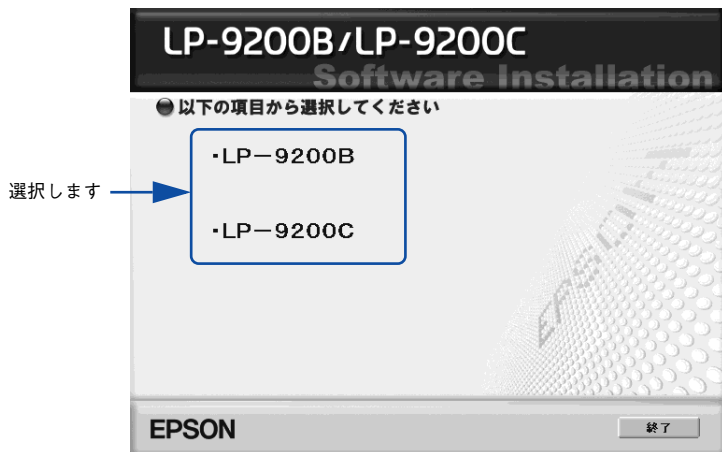 LP-9200B/LP-9200C
Software Installation
以下の項目から選択してください
・LP－9200B
選択します
・LP－9200C
EPSON
EPSON
終了